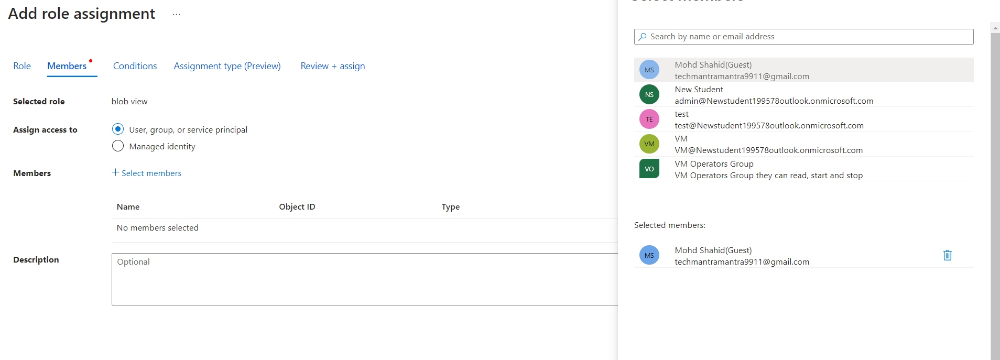 Add role assignment ...
Role Members Conditions Assignment type (Preview) Review + assign
Selected role blob view
Assign access to User, group, or service principal
Managed identity
Members + Select members
Name Object ID Type
No members selected
Description Optional
Select members
Search by name or email address
MS Mohd Shahid(Guest)
techmantramantra9911@gmail.com
NS New Student
admin@Newstudent199578outlook.onmicrosoft.com
TE test
test@Newstudent199578outlook.onmicrosoft.com
VM VM
VM@Newstudent199578outlook.onmicrosoft.com
VO VM Operators Group
VM Operators Group they can read, start and stop
Selected members:
MS Mohd Shahid(Guest)
techmantramantra9911@gmail.com